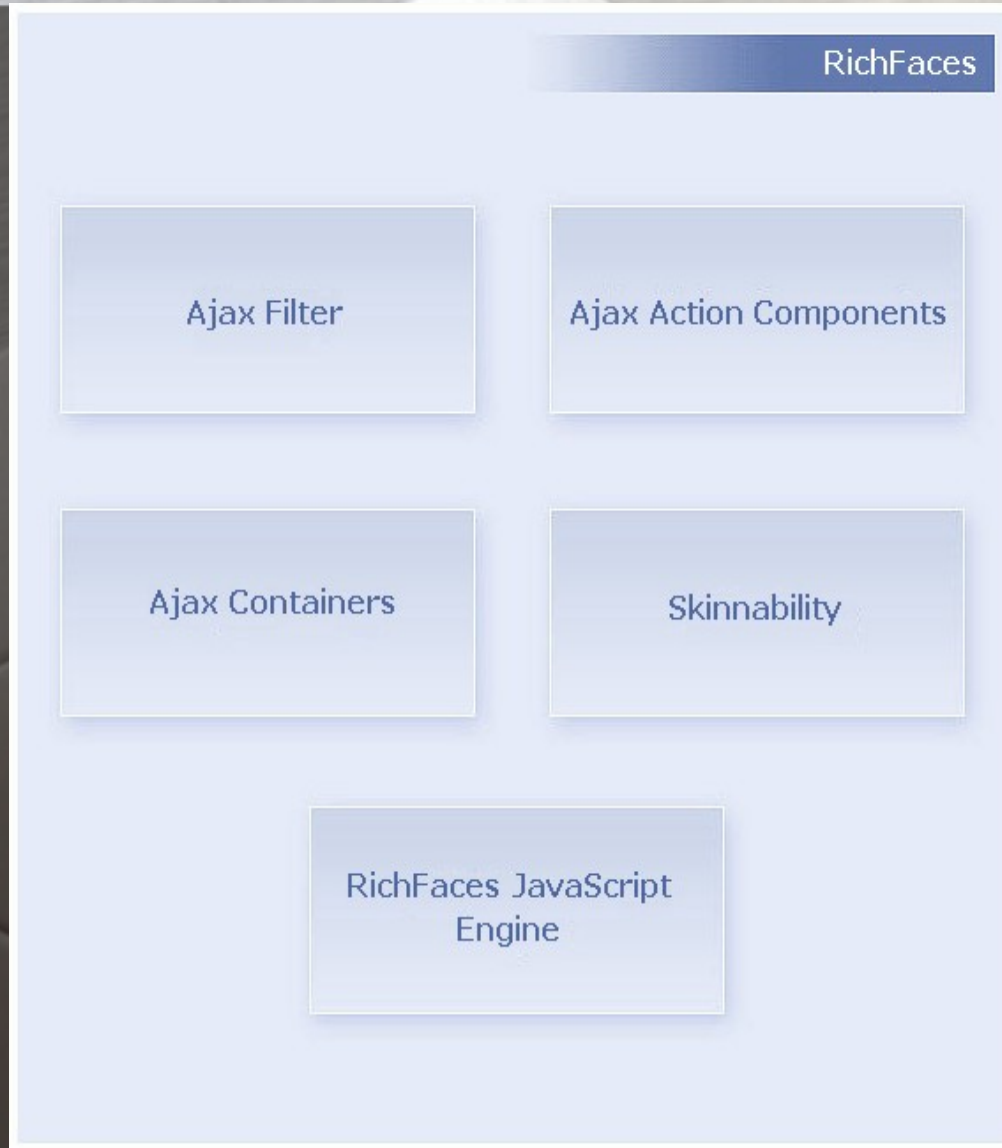 RichFaces
Ajax Filter
Ajax Action Components
Ajax Containers
Skinnability
RichFaces JavaScript
Engine